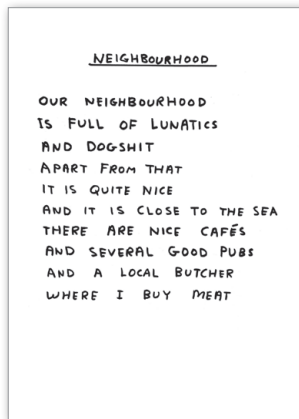 NEIGHBOURHOOD
OUR NEIGHBOURHOOD
IS FULL OF LUNATICS
AND DOGSHIT
APART FROM THAT
IT IS QUITE NICE
AND IT IS CLOSE TO THE SEA
THERE ARE NICE CAFÉS
AND SEVERAL GOOD PUBS
AND A LOCAL BUTCHER
WHERE I BUY MEAT